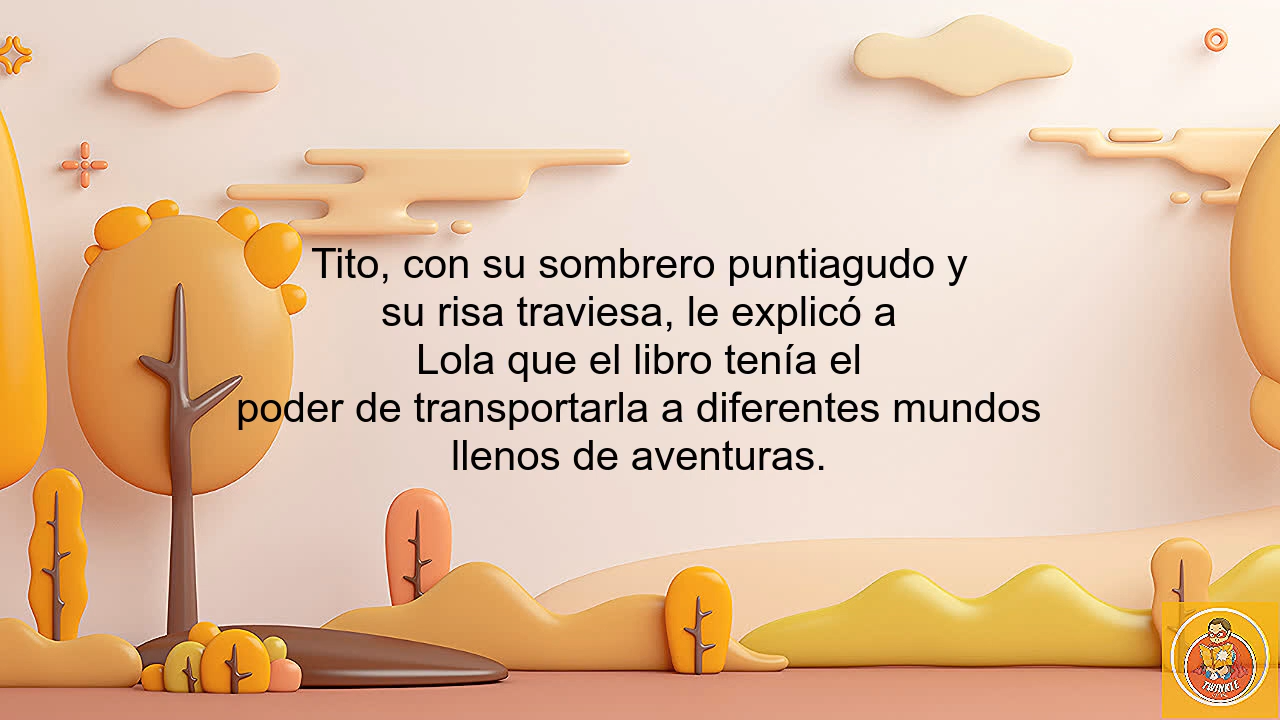 Tito, con su sombrero puntiagudo y
su risa traviesa, le explicó a
Lola que el libro tenía el
poder de transportarla a diferentes mundos
llenos de aventuras.
TWINKLE